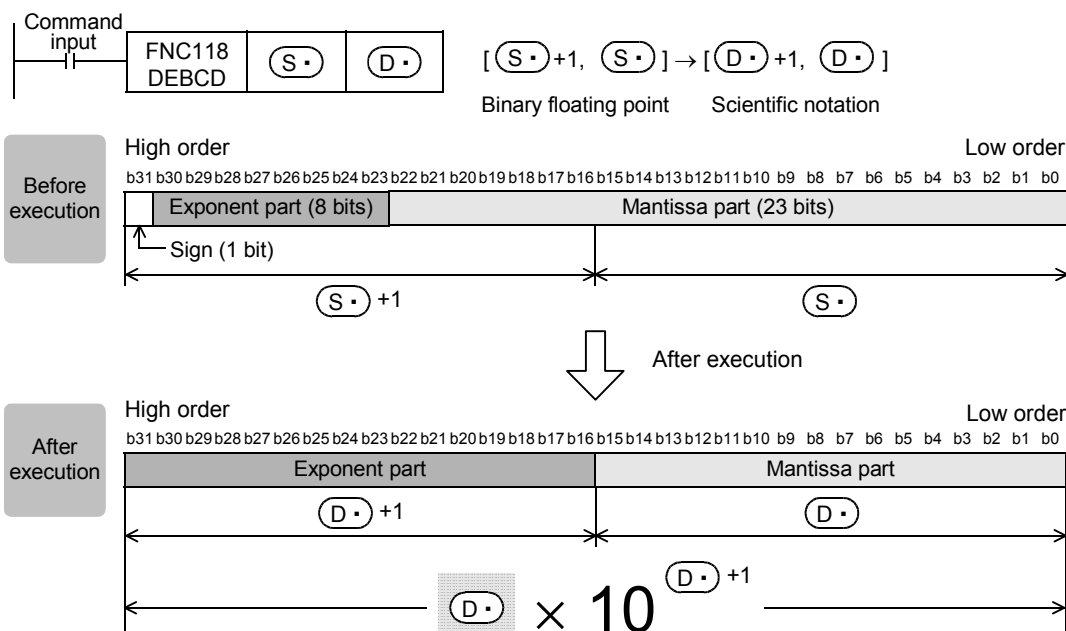 Command
input
FNC118
DEBCD
S・
D・
[ S・ +1, S・ ] → [ D・ +1, D・ ]
Binary floating point Scientific notation
Before
execution
High order Low order
b31 b30 b29 b28 b27 b26 b25 b24 b23 b22 b21 b20 b19 b18 b17 b16 b15 b14 b13 b12 b11 b10 b9 b8 b7 b6 b5 b4 b3 b2 b1 b0
Exponent part (8 bits) Mantissa part (23 bits)
Sign (1 bit)
S・ +1 S・
After execution
After
execution
High order Low order
b31 b30 b29 b28 b27 b26 b25 b24 b23 b22 b21 b20 b19 b18 b17 b16 b15 b14 b13 b12 b11 b10 b9 b8 b7 b6 b5 b4 b3 b2 b1 b0
Exponent part Mantissa part
D・ +1 D・
D・ × 10 D・ +1